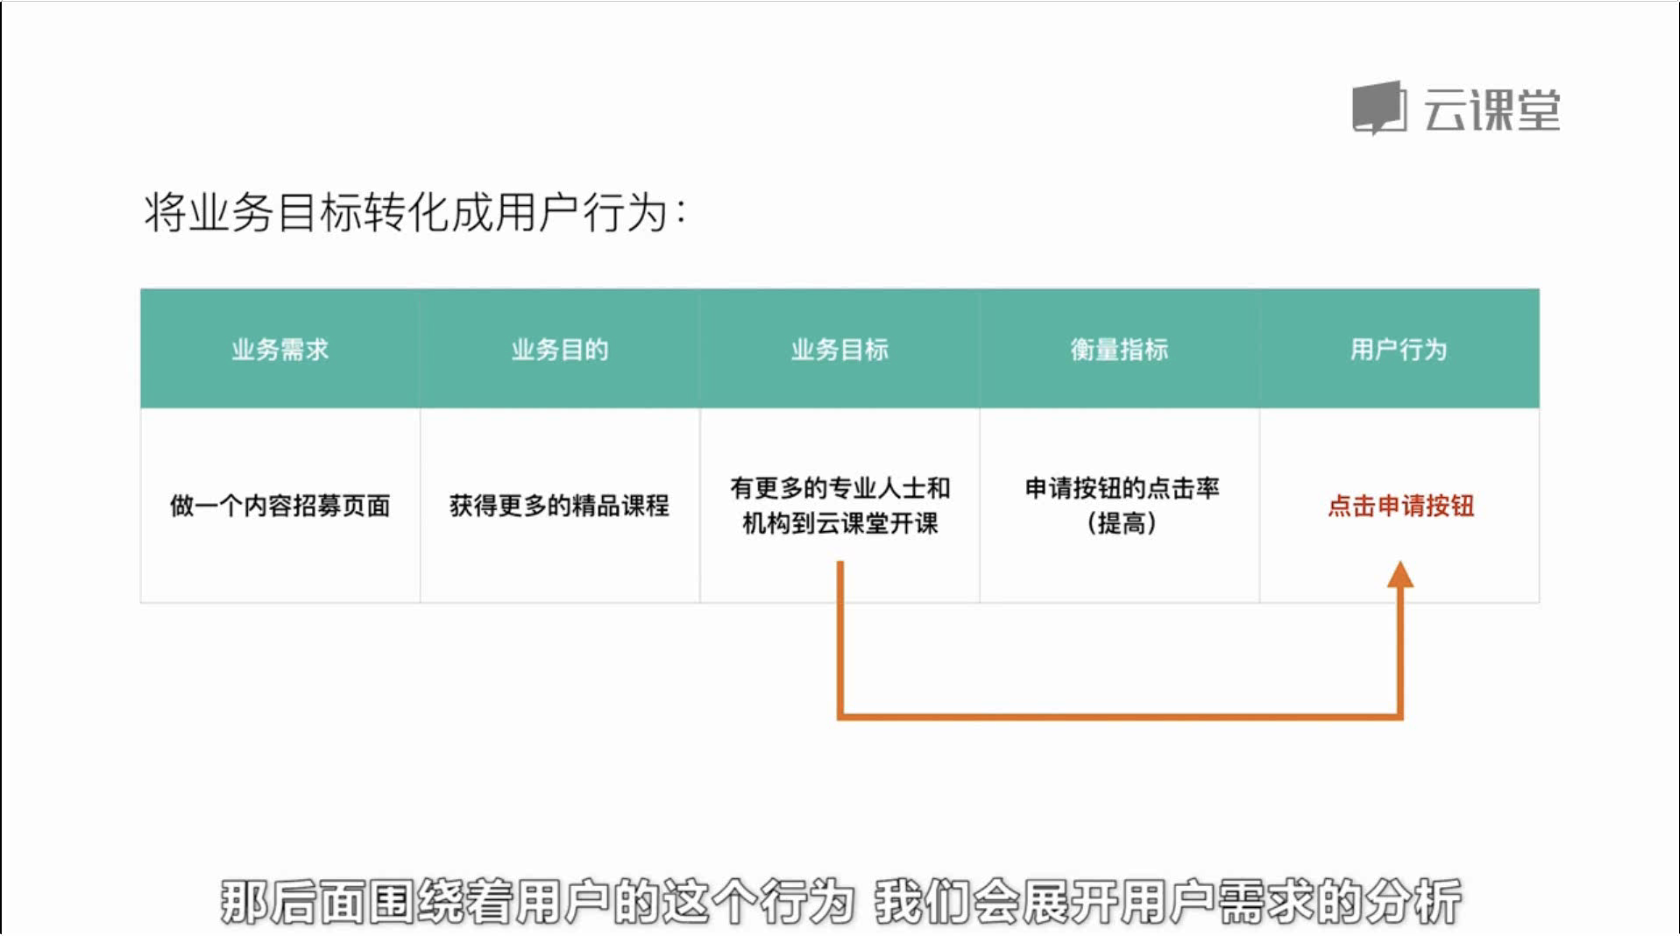 云课堂
将业务目标转化成用户行为：
业务需求
业务目的
业务目标
衡量指标
用户行为
做一个内容招募页面
获得更多的精品课程
有更多的专业人士和
机构到云课堂开课
申请按钮的点击率
（提高）
点击申请按钮
那后面围绕着用户的这个行为 我们会展开用户需求的分析